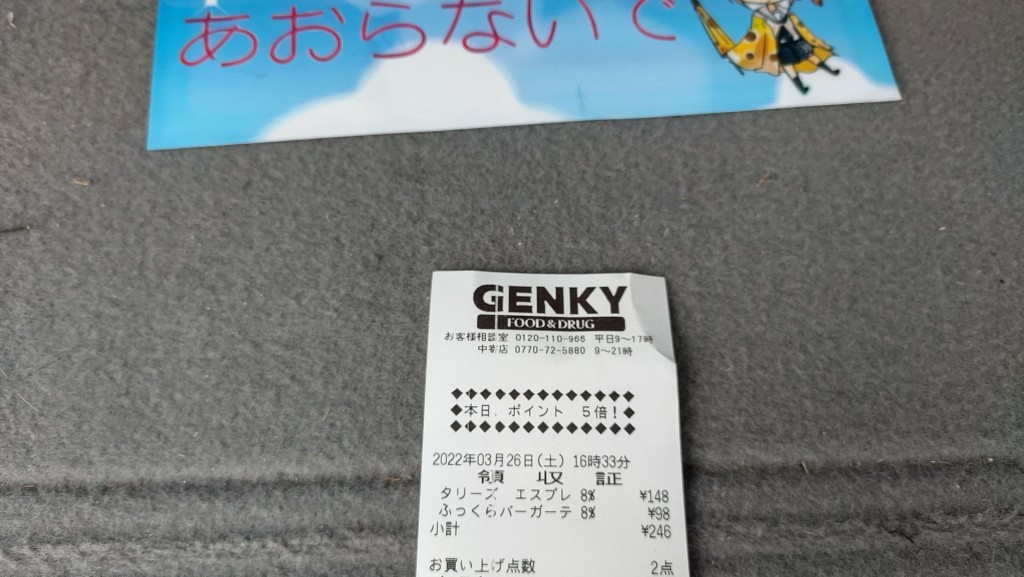 あおらないで
GENKY
FOOD & DRUG
お客様相談室 0120-110-966 平日9〜17時
店 0770-72-5880 9〜21時
◆◆◆◆◆◆◆◆◆◆◆◆
◆本日、ポイント 5倍!◆
◆◆◆◆◆◆◆◆◆◆◆◆
2022年03月26日(土) 16時33分
領 収 証
タリーズ エスプレ 8% ¥148
ふっくらバーガーテ 8% ¥98
小計 ¥246
お買い上げ点数 2点